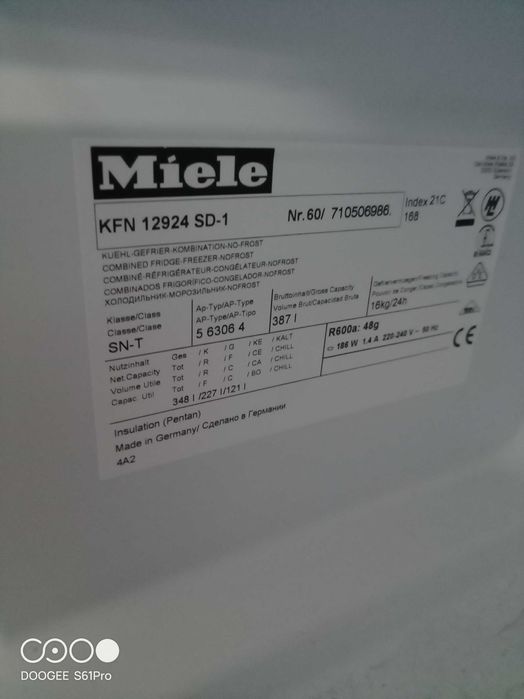 Miele
KFN 12924 SD-1 Nr.60/ 710506986. Index 21C
168
KUEHL-GEFRIER-KOMBINATION-NO-FROST
COMBINED FRIDGE-FREEZER-NOFROST
COMBINÉ-RÉFRIGÉRATEUR-CONGÉLATEUR-NOFROST
COMBINADOS FRIGORÍFICO-CONGELADOR-NOFROST
ХОЛОДИЛЬНИК-МОРОЗИЛЬНИК-NOFROST
Klasse/Class Ap-Typ/AP-Type Bruttoinhalt/Gross Capacity Gefriervermögen/Freezing Capacity
Classe/Clase AP-Type/AP-Tipo Volume Brut/Capacidad Bruta
SN-T 5 6306 4 387 l 16kg/24h
Nutzinhalt Ges / K / G / KE / KALT
Net.Capacity Tot / R / F / CE / CHILL
Volume Utile Tot / R / C / CA / CHILL
Capac. Util Tot / F / C / BO / CHILL
348 l /227 l/121 l
R600a: 48g
186 W 1,4 A 220-240 V ~ 50 Hz
CE
Insulation (Pentan)
Made in Germany/ Сделано в Германии
4A2
DOOGEE S61Pro